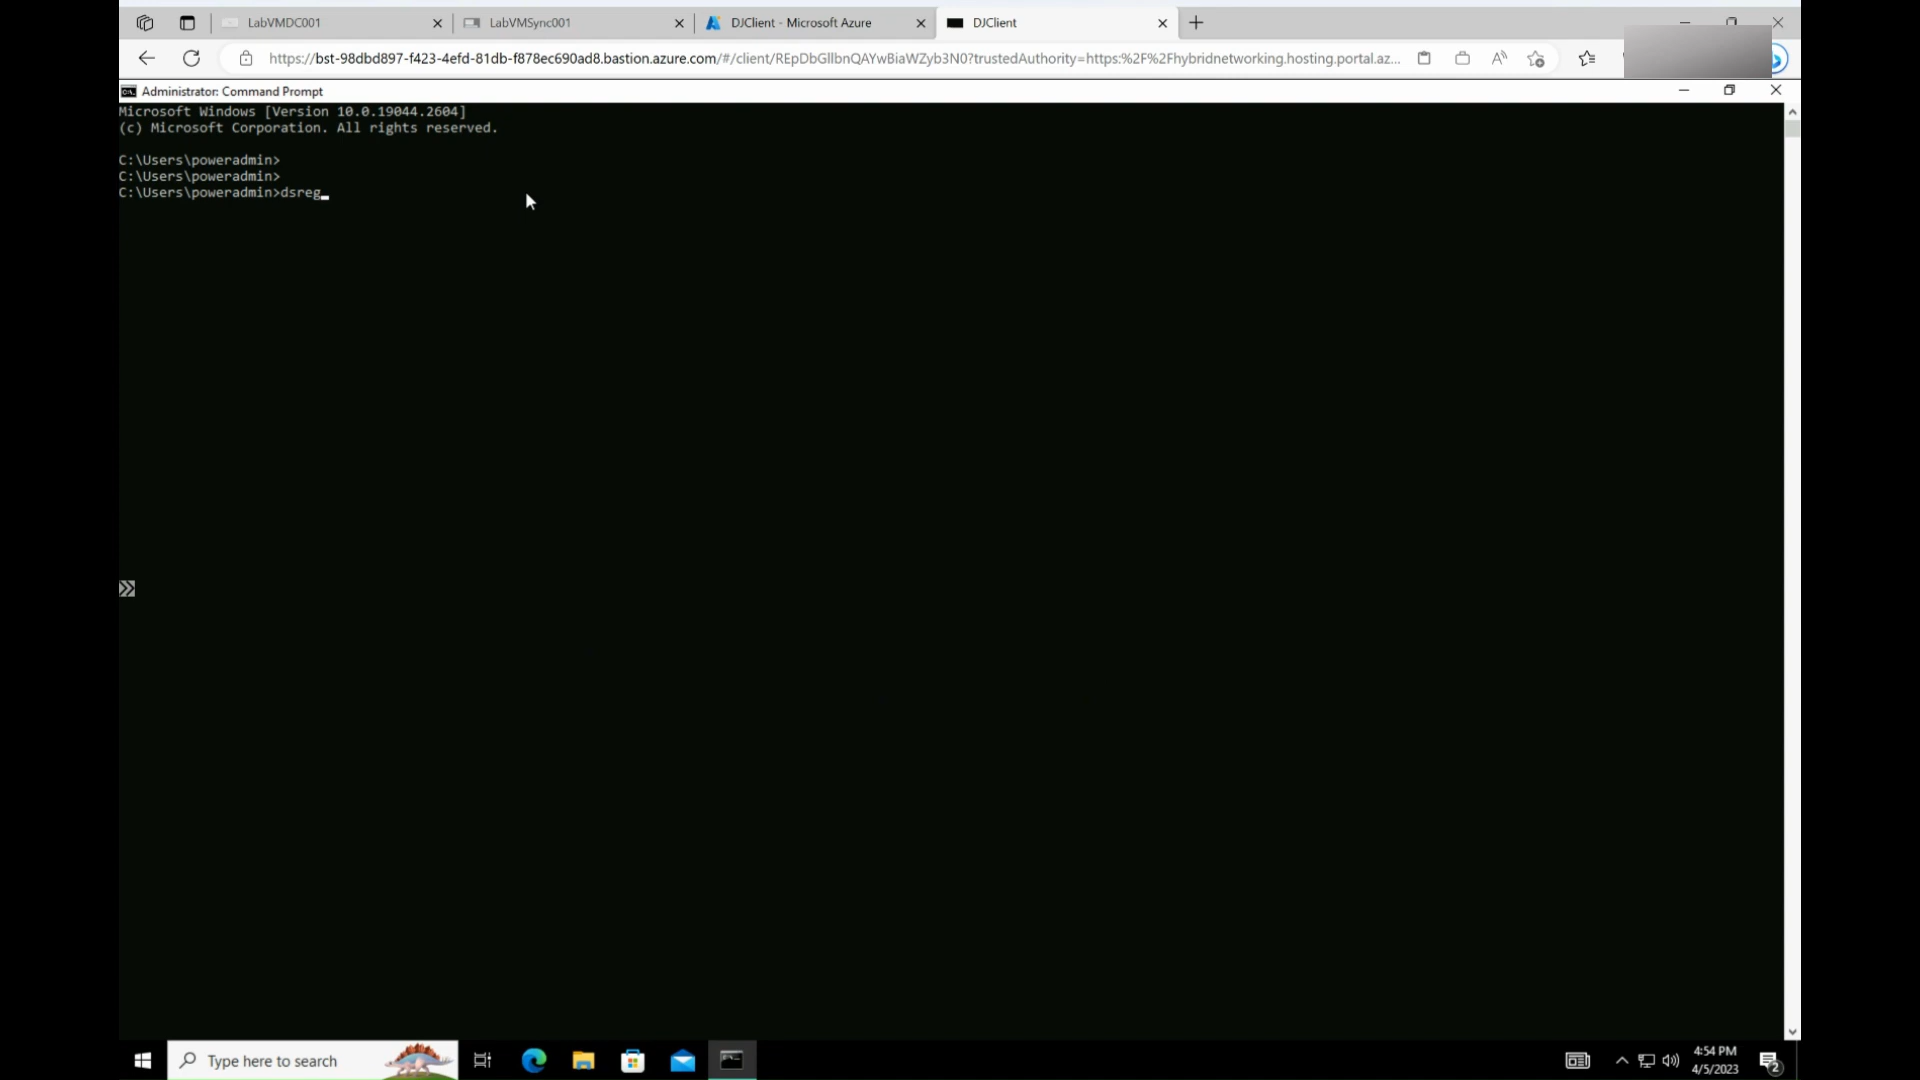 LabVMDC001
LabVMSync001
DJClient - Microsoft Azure
DJClient
https://bst-98dbd897-f423-4efd-81db-f878ec690ad8.bastion.azure.com/#/client/REpDbGllbnQAYwBiaWZyb3N0?trustedAuthority=https:%2F%2Fhybridnetworking.hosting.portal.az...
Administrator: Command Prompt
Microsoft Windows [Version 10.0.19044.2604]
(c) Microsoft Corporation. All rights reserved.
C:\Users\poweradmin>
C:\Users\poweradmin>
C:\Users\poweradmin>dsreg_
Type here to search
4:54 PM
4/5/2023
2